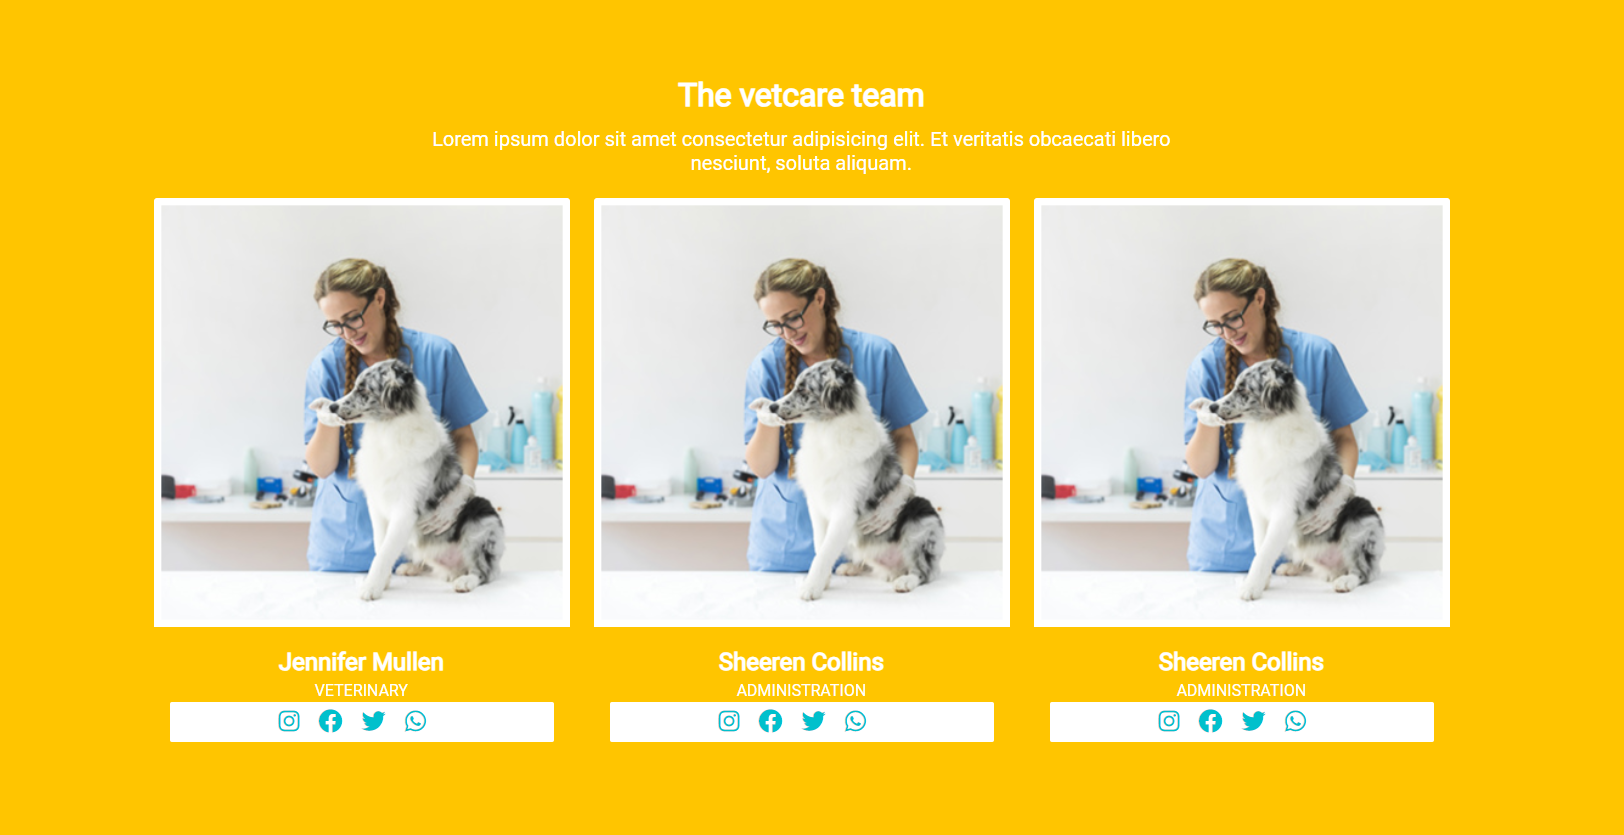 The vetcare team
Lorem ipsum dolor sit amet consectetur adipisicing elit. Et veritatis obcaecati libero
nesciunt, soluta aliquam.
Jennifer Mullen
VETERINARY
Sheeren Collins
ADMINISTRATION
Sheeren Collins
ADMINISTRATION